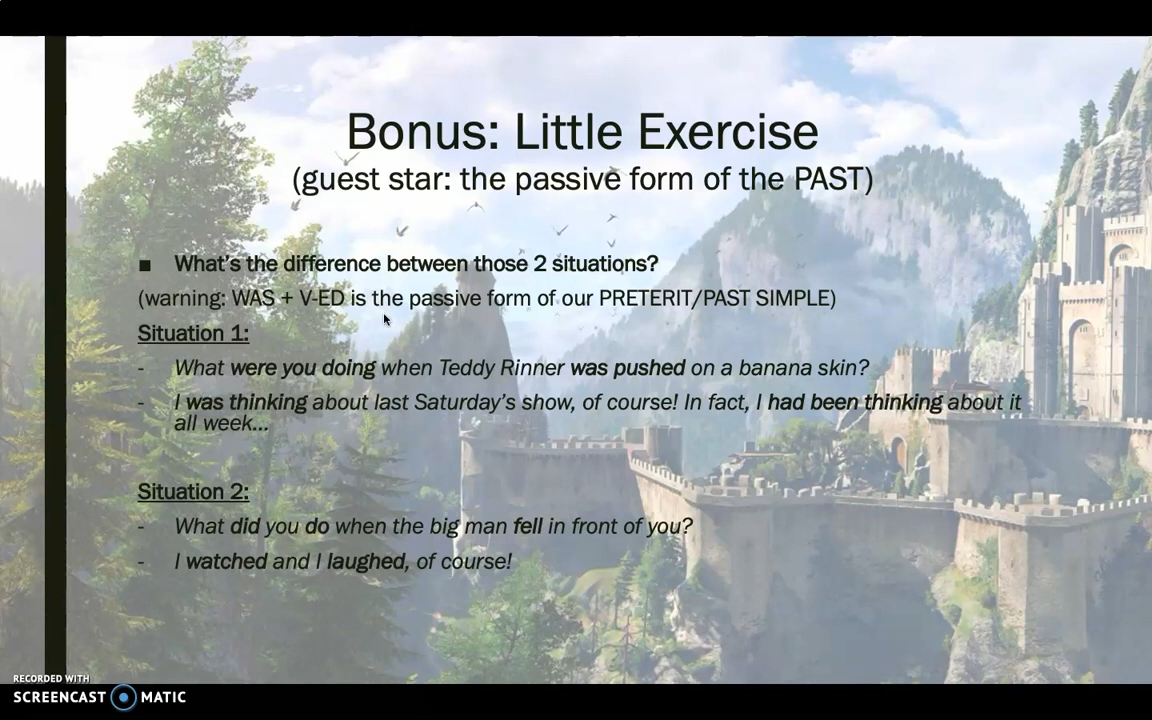 Bonus: Little Exercise
(guest star: the passive form of the PAST)
▪ What's the difference between those 2 situations?
(warning: WAS + V-ED is the passive form of our PRETERIT/PAST SIMPLE)
Situation 1:
- What were you doing when Teddy Rinner was pushed on a banana skin?
- I was thinking about last Saturday's show, of course! In fact, I had been thinking about it
all week...
Situation 2:
- What did you do when the big man fell in front of you?
- I watched and I laughed, of course!
RECORDED WITH
SCREENCAST MATIC